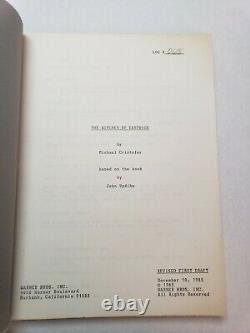 LOG #
THE WITCHES OF EASTWICK
by
Michael Cristofer
based on the book
by
John Updike
WARNER BROS. INC.
4000 Warner Boulevard
Burbank, California 91522
REVISED FIRST DRAFT
December 10, 1985
© 1985
WARNER BROS. INC.
All Rights Reserved